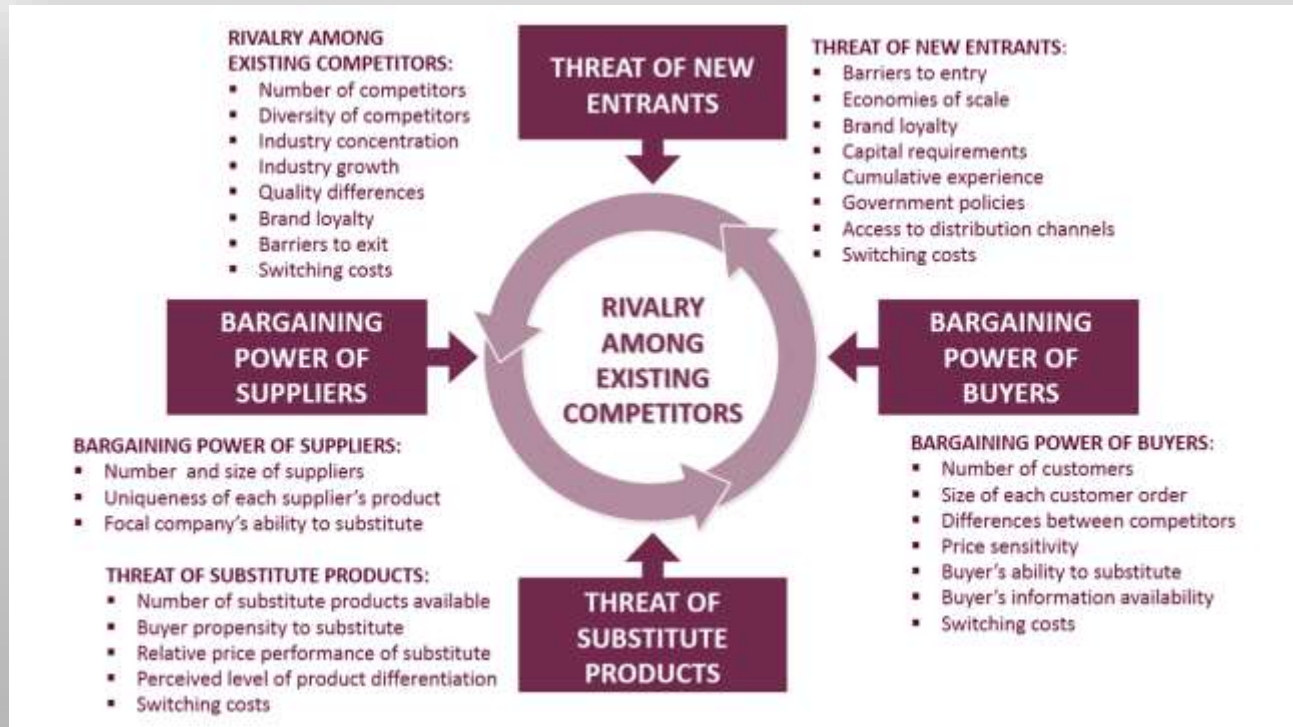 RIVALRY AMONG
EXISTING COMPETITORS:
▪ Number of competitors
▪ Diversity of competitors
▪ Industry concentration
▪ Industry growth
▪ Quality differences
▪ Brand loyalty
▪ Barriers to exit
▪ Switching costs
THREAT OF NEW
ENTRANTS
THREAT OF NEW ENTRANTS:
▪ Barriers to entry
▪ Economies of scale
▪ Brand loyalty
▪ Capital requirements
▪ Cumulative experience
▪ Government policies
▪ Access to distribution channels
▪ Switching costs
BARGAINING
POWER OF
SUPPLIERS
RIVALRY
AMONG
EXISTING
COMPETITORS
BARGAINING
POWER OF
BUYERS
BARGAINING POWER OF SUPPLIERS:
▪ Number and size of suppliers
▪ Uniqueness of each supplier's product
▪ Focal company's ability to substitute
BARGAINING POWER OF BUYERS:
▪ Number of customers
▪ Size of each customer order
▪ Differences between competitors
▪ Price sensitivity
▪ Buyer's ability to substitute
▪ Buyer's information availability
▪ Switching costs
THREAT OF SUBSTITUTE PRODUCTS:
▪ Number of substitute products available
▪ Buyer propensity to substitute
▪ Relative price performance of substitute
▪ Perceived level of product differentiation
▪ Switching costs
THREAT OF
SUBSTITUTE
PRODUCTS